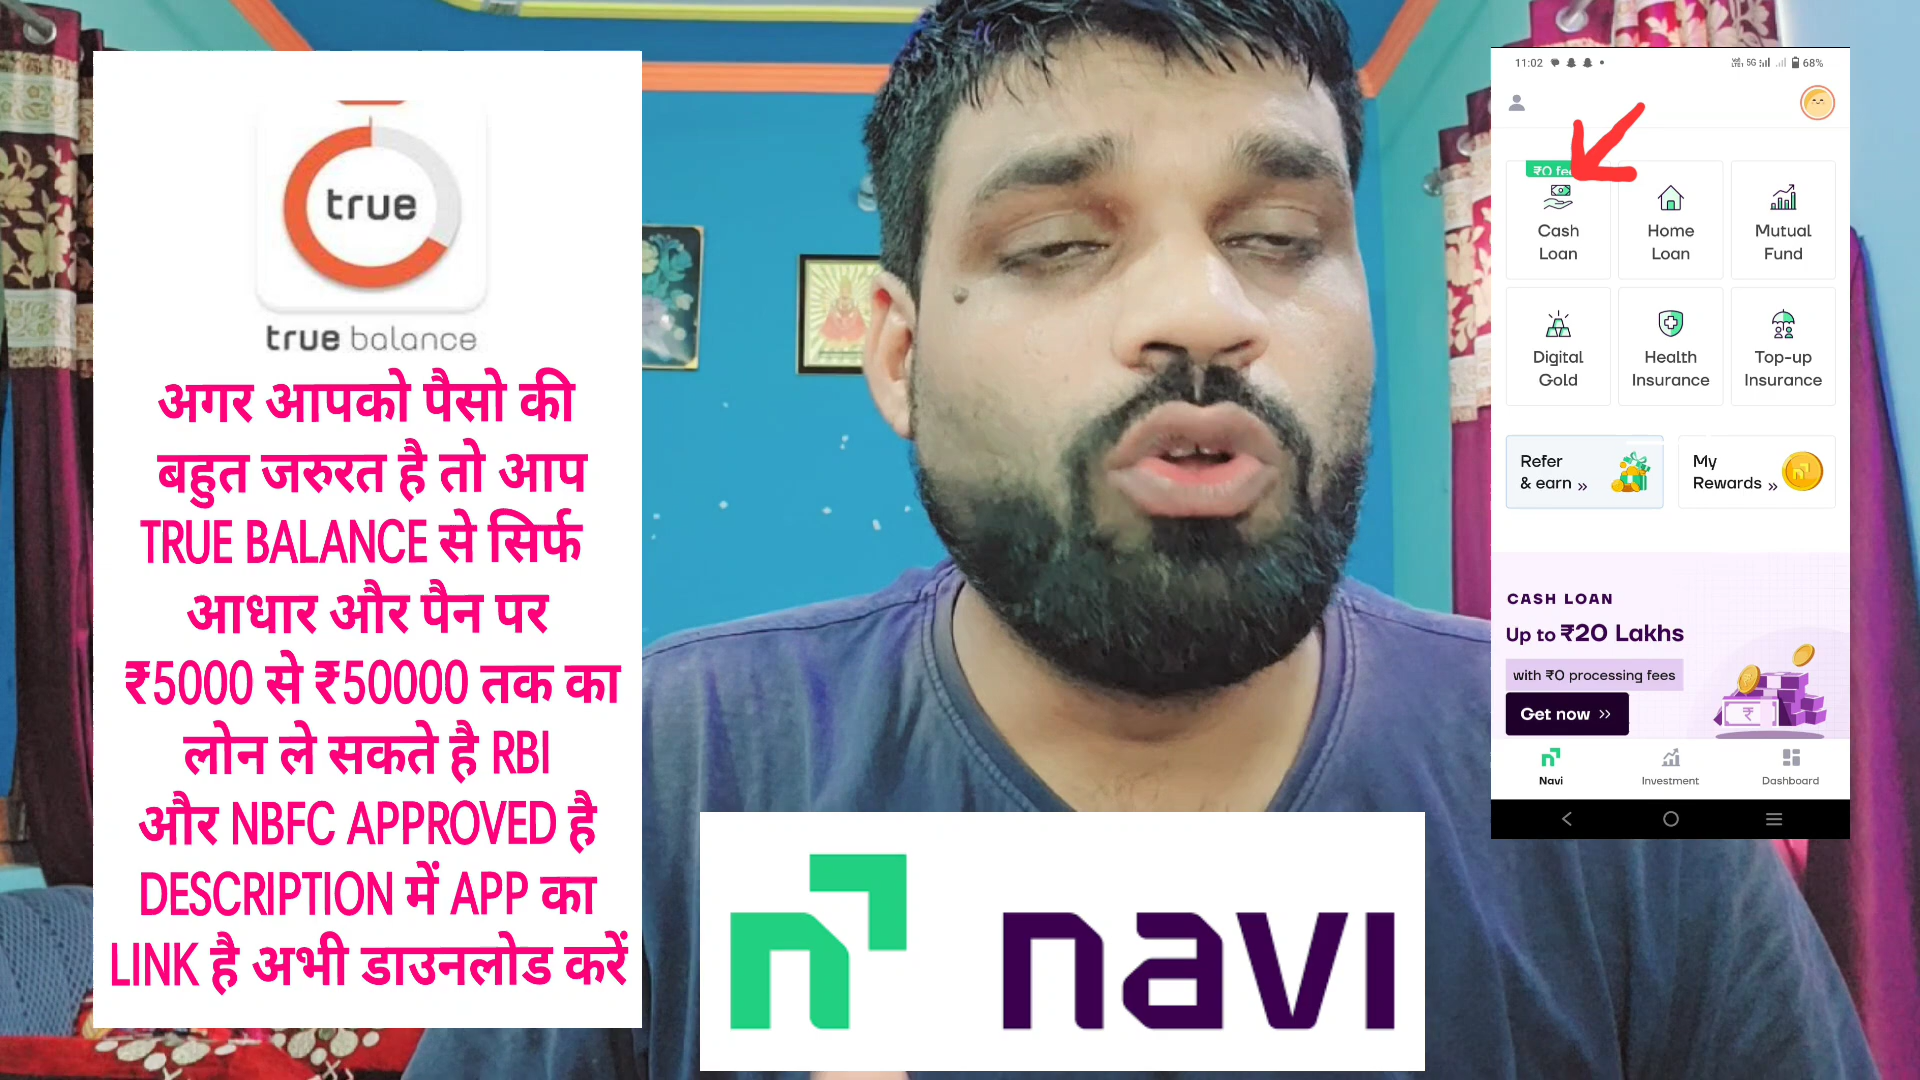 true
true balance
अगर आपको पैसो की
बहुत जरुरत है तो आप
TRUE BALANCE से सिर्फ
आधार और पैन पर
₹5000 से ₹50000 तक का
लोन ले सकते है RBI
और NBFC APPROVED है
DESCRIPTION में APP का
LINK है अभी डाउनलोड करें
navi
11:02
5G
68%
₹0
Cash
Loan
Home
Loan
Mutual
Fund
Digital
Gold
Health
Insurance
Top-up
Insurance
Refer
& earn »
My
Rewards »
CASH LOAN
Up to ₹20 Lakhs
with ₹0 processing fees
Get now »
Navi
Investment
Dashboard